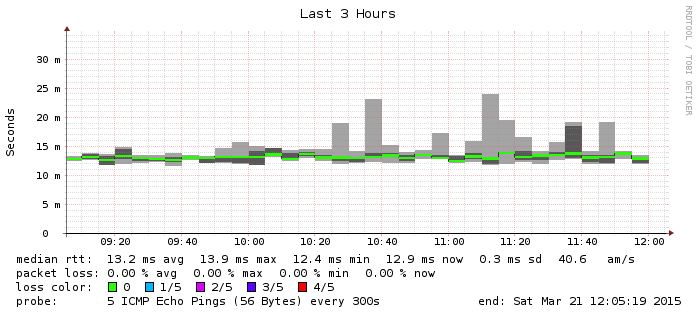 Last 3 Hours
RRDTOOL / TOBI OETIKER
Seconds
30 m
25 m
20 m
15 m
10 m
5 m
0
09:20 09:40 10:00 10:20 10:40 11:00 11:20 11:40 12:00
median rtt: 13.2 ms avg 13.9 ms max 12.4 ms min 12.9 ms now 0.3 ms sd 40.6 am/s
packet loss: 0.00 % avg 0.00 % max 0.00 % min 0.00 % now
loss color: 0 1/5 2/5 3/5 4/5
probe: 5 ICMP Echo Pings (56 Bytes) every 300s end: Sat Mar 21 12:05:19 2015